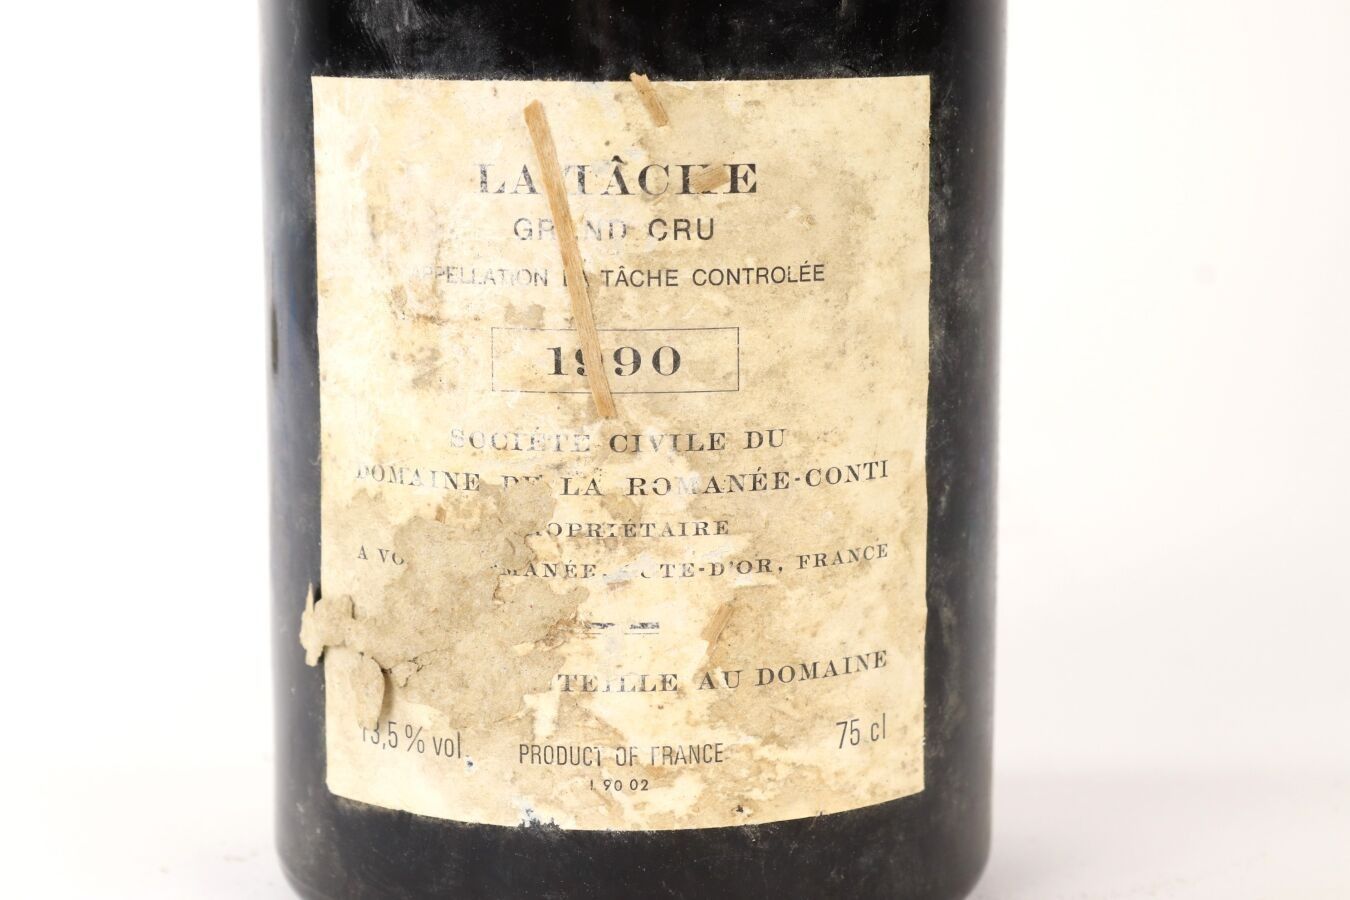 LA TÂCHE
GRAND CRU
APPELLATION LA TÂCHE CONTROLÉE
1990
SOCIÉTÉ CIVILE DU
DOMAINE DE LA ROMANÉE-CONTI
PROPRIÉTAIRE
A CÔTE-D'OR, FRANCE
AU DOMAINE
13,5 % vol.
PRODUCT OF FRANCE
75 cl
L 90 02